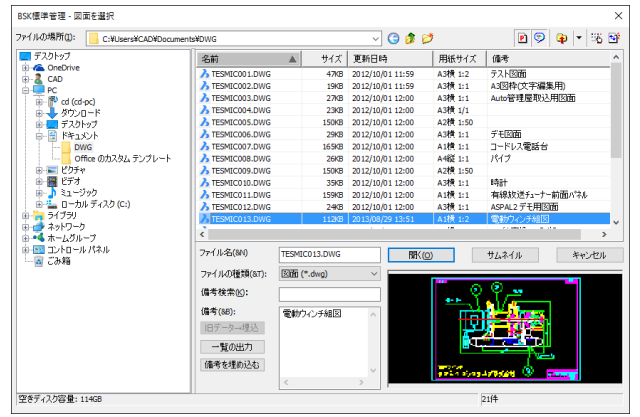 BSK標準管理 - 図面を選択
ファイルの場所(I): C:¥Users¥CAD¥Documents¥DWG
デスクトップ
OneDrive
CAD
PC
cd (cd-pc)
ダウンロード
デスクトップ
ドキュメント
DWG
Office のカスタム テンプレート
ピクチャ
ビデオ
ミュージック
ローカル ディスク (C:)
ライブラリ
ネットワーク
ホームグループ
コントロール パネル
ごみ箱
名前 サイズ 更新日時 用紙サイズ 備考
TESMIC001.DWG 47KB 2012/10/01 11:59 A3横 1:2 テスト図面
TESMIC002.DWG 19KB 2012/10/01 11:59 A3横 1:1 A3図枠(文字編集用)
TESMIC003.DWG 27KB 2012/10/01 12:00 A3横 1:1 Auto管理屋取込用図面
TESMIC004.DWG 23KB 2012/10/01 12:00 A3横 1/1
TESMIC005.DWG 150KB 2012/10/01 12:00 A2横 1:50
TESMIC006.DWG 29KB 2012/10/01 12:00 A3横 1:1 デモ図面
TESMIC007.DWG 165KB 2012/10/01 12:00 A1横 1:1 コードレス電話台
TESMIC008.DWG 26KB 2012/10/01 12:00 A4縦 1:1 パイプ
TESMIC009.DWG 150KB 2012/10/01 12:00 A2横 1:50
TESMIC010.DWG 35KB 2012/10/01 12:00 A3横 1:1 時計
TESMIC011.DWG 159KB 2012/10/01 12:00 A1横 1:1 有線放送チューナー前面パネル
TESMIC012.DWG 24KB 2012/10/01 12:00 A3横 1:1 ASPAL2 デモ用図面
TESMIC013.DWG 112KB 2013/08/29 13:51 A1横 1:2 電動ウィンチ組図
ファイル名(&N) TESMIC013.DWG 開く(O) サムネイル キャンセル
ファイルの種類(&T): 図面 (*.dwg)
備考検索(K):
備考(&B): 電動ウィンチ組図
旧データ→埋込
一覧の出力
備考を埋め込む
空きディスク容量: 114GB 21件